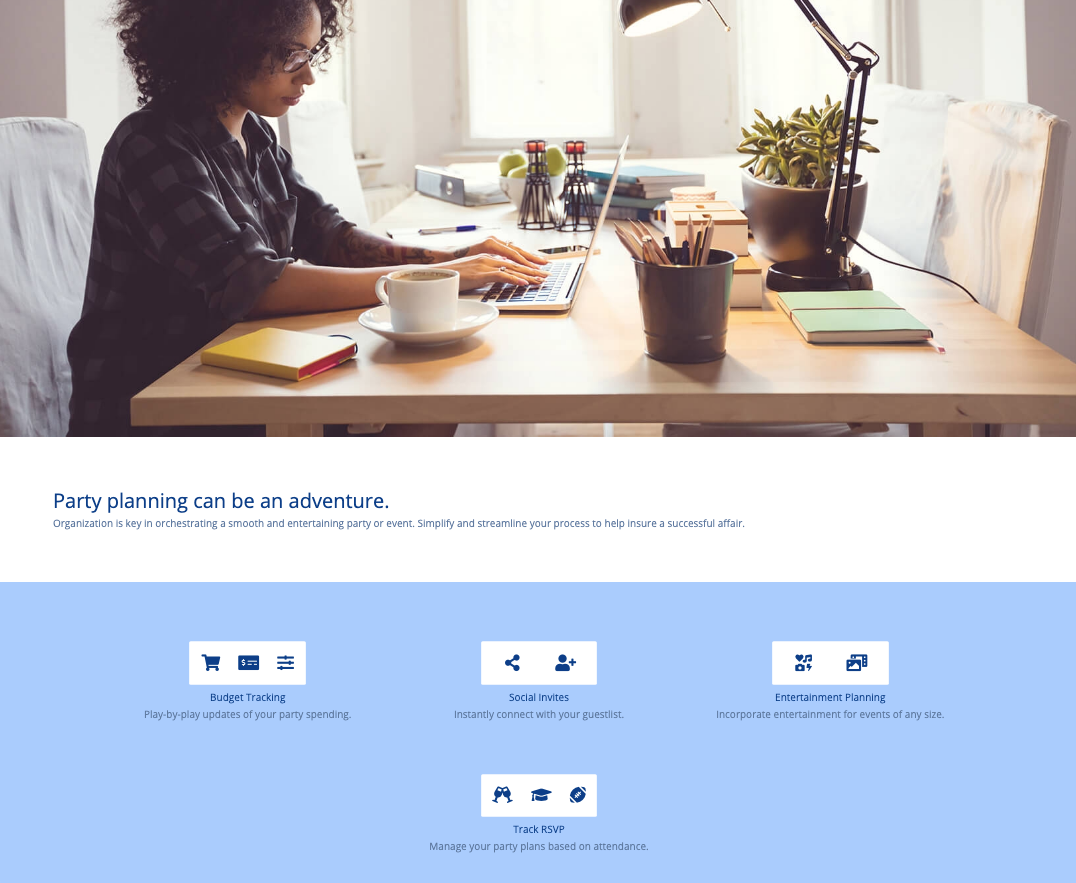 Party planning can be an adventure.
Organization is key in orchestrating a smooth and entertaining party or event. Simplify and streamline your process to help insure a successful affair.
Budget Tracking
Play-by-play updates of your party spending.
Social Invites
Instantly connect with your guestlist.
Entertainment Planning
Incorporate entertainment for events of any size.
Track RSVP
Manage your party plans based on attendance.